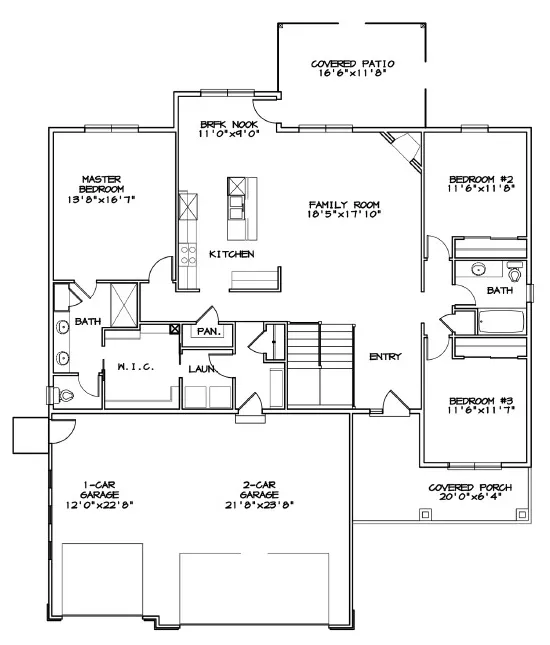 COVERED PATIO
16'6"x11'8"
BRFK NOOK
11'0"x9'0"
MASTER
BEDROOM
13'8"x16'7"
BEDROOM #2
11'6"x11'8"
FAMILY ROOM
18'5"x17'10"
KITCHEN
BATH
BATH
PAN.
W.I.C.
LAUN
ENTRY
BEDROOM #3
11'6"x11'7"
1-CAR
GARAGE
12'0"x22'8"
2-CAR
GARAGE
21'8"x23'8"
COVERED PORCH
20'0"x6'4"